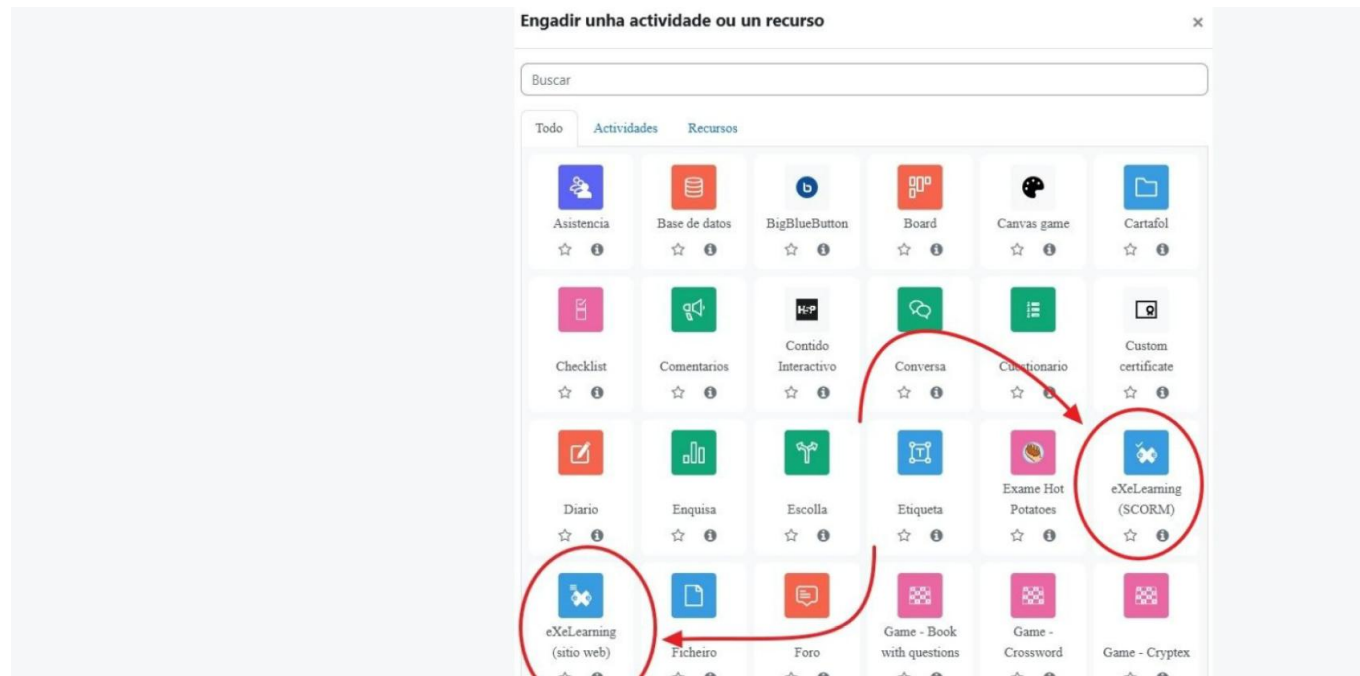 Engadir unha actividade ou un recurso
×
Buscar
Todo Actividades Recursos
Asistencia Base de datos BigBlueButton Board Canvas game Cartafol
H5P
Contido Custom
Checklist Comentarios Interactivo Conversa Cuestionario certificate
Exame Hot eXeLearning
Diario Enquisa Escolla Etiqueta Potatoes (SCORM)
eXeLearning Game - Book Game -
(sitio web) Ficheiro Foro with questions Crossword Game - Cryptex